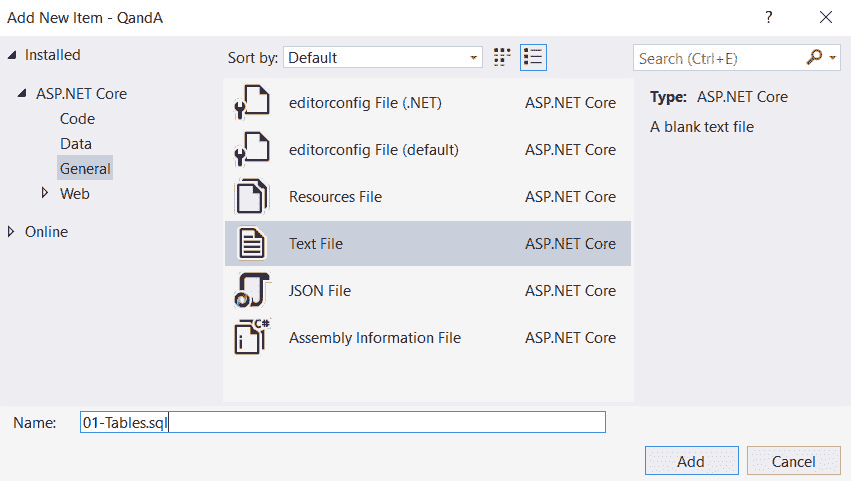 Add New Item - QandA
?
Installed
Sort by: Default
Search (Ctrl+E)
ASP.NET Core
Code
Data
General
Web
Online
editorconfig File (.NET) ASP.NET Core
editorconfig File (default) ASP.NET Core
Resources File ASP.NET Core
Text File ASP.NET Core
JSON File ASP.NET Core
C#
Assembly Information File ASP.NET Core
Type: ASP.NET Core
A blank text file
Name: 01-Tables.sql
Add Cancel